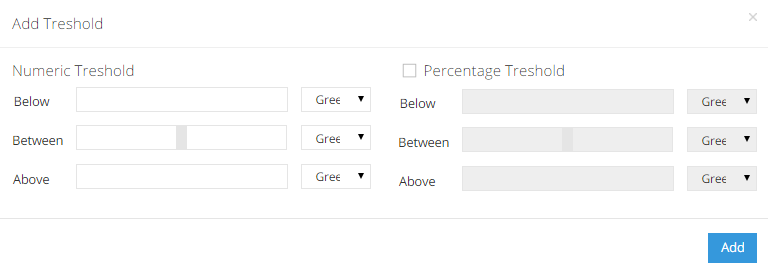 Add Treshold
×
Numeric Treshold
Below Gree
Between Gree
Above Gree
Percentage Treshold
Below Gree
Between Gree
Above Gree
Add